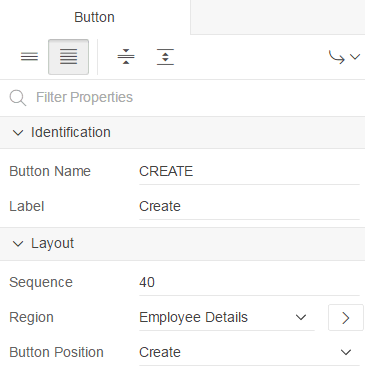 Button
Filter Properties
Identification
Button Name CREATE
Label Create
Layout
Sequence 40
Region Employee Details
Button Position Create